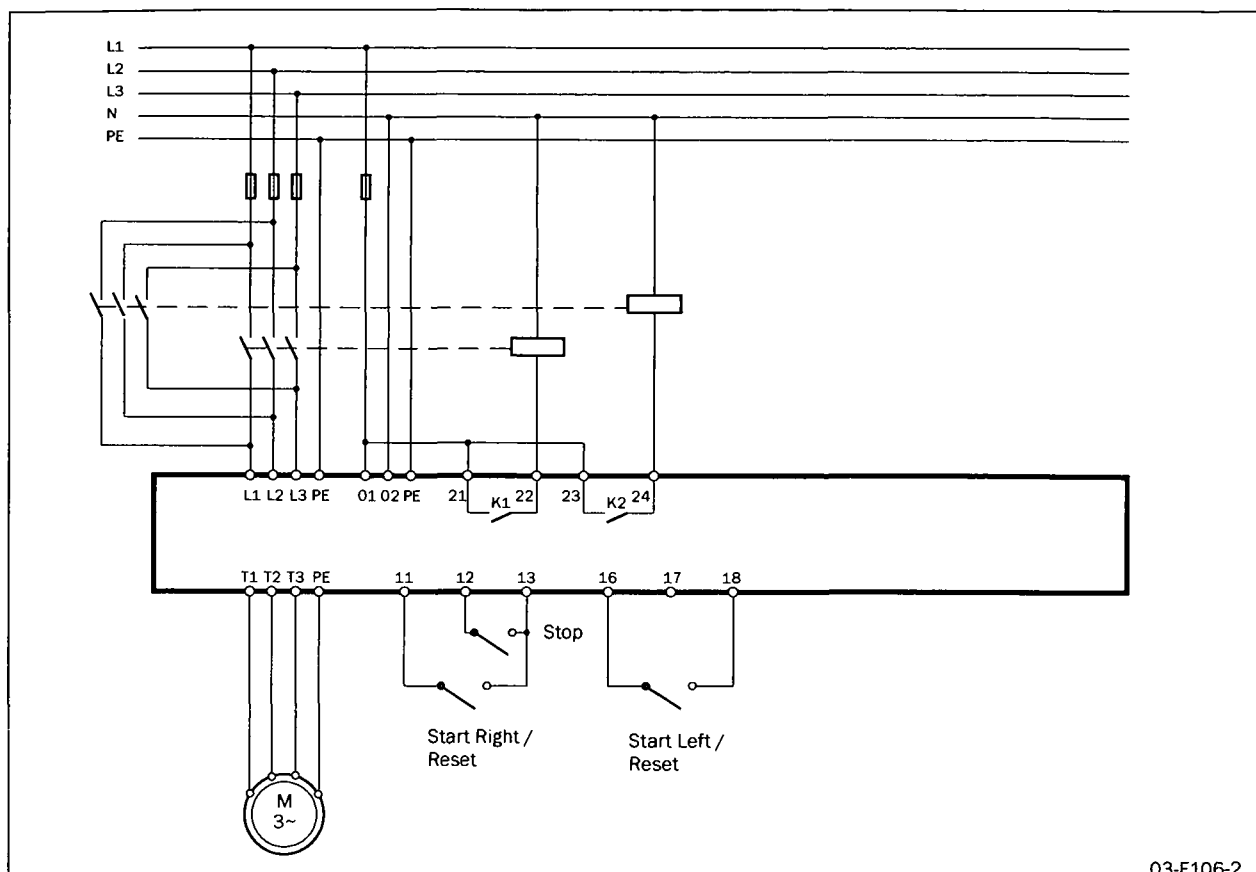 L1
L2
L3
N
PE
L1 L2 L3 PE 01 02 PE 21 K1 22 23 K2 24
T1 T2 T3 PE 11 12 13 16 17 18
Stop
Start Right /
Reset
Start Left /
Reset
M
3~
03-F106-2